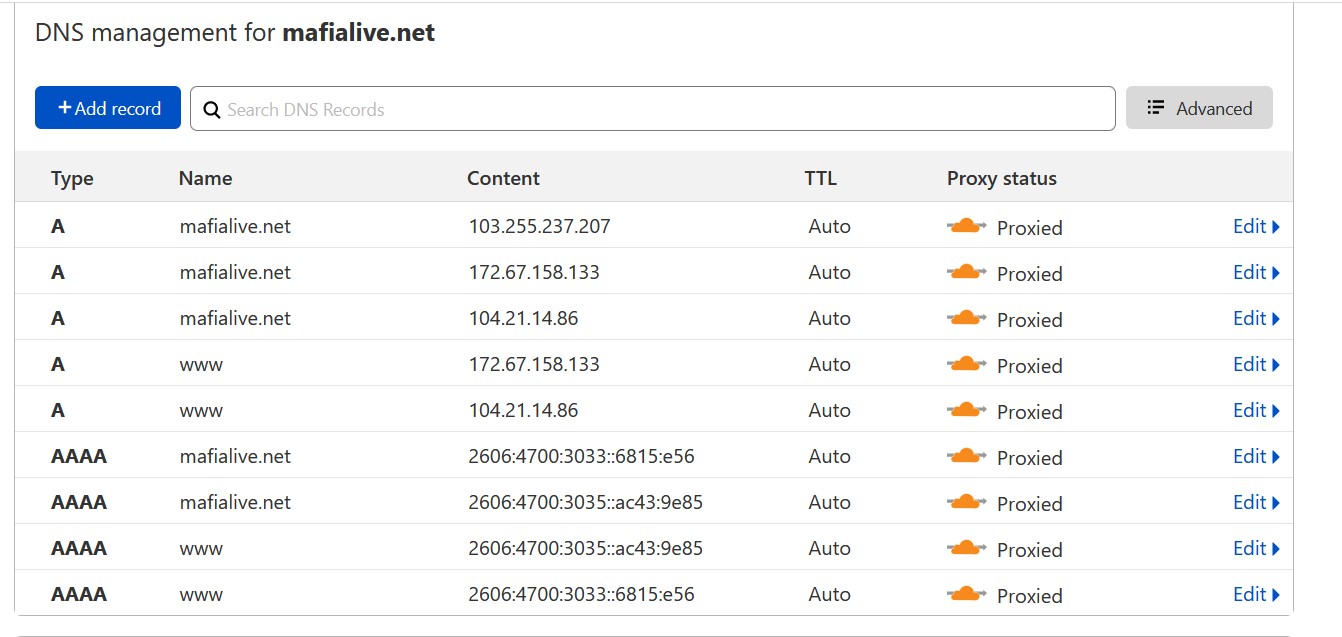 DNS management for mafialive.net
+ Add record Search DNS Records Advanced
Type Name Content TTL Proxy status
A mafialive.net 103.255.237.207 Auto Proxied Edit
A mafialive.net 172.67.158.133 Auto Proxied Edit
A mafialive.net 104.21.14.86 Auto Proxied Edit
A www 172.67.158.133 Auto Proxied Edit
A www 104.21.14.86 Auto Proxied Edit
AAAA mafialive.net 2606:4700:3033::6815:e56 Auto Proxied Edit
AAAA mafialive.net 2606:4700:3035::ac43:9e85 Auto Proxied Edit
AAAA www 2606:4700:3035::ac43:9e85 Auto Proxied Edit
AAAA www 2606:4700:3033::6815:e56 Auto Proxied Edit